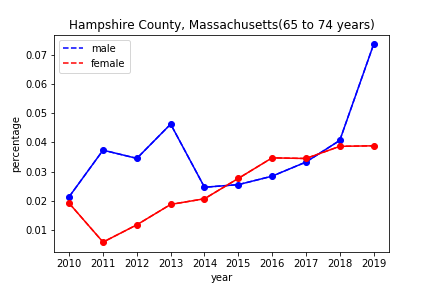 Hampshire County, Massachusetts(65 to 74 years)
male
female
0.07
0.06
0.05
0.04
0.03
0.02
0.01
percentage
2010 2011 2012 2013 2014 2015 2016 2017 2018 2019
year